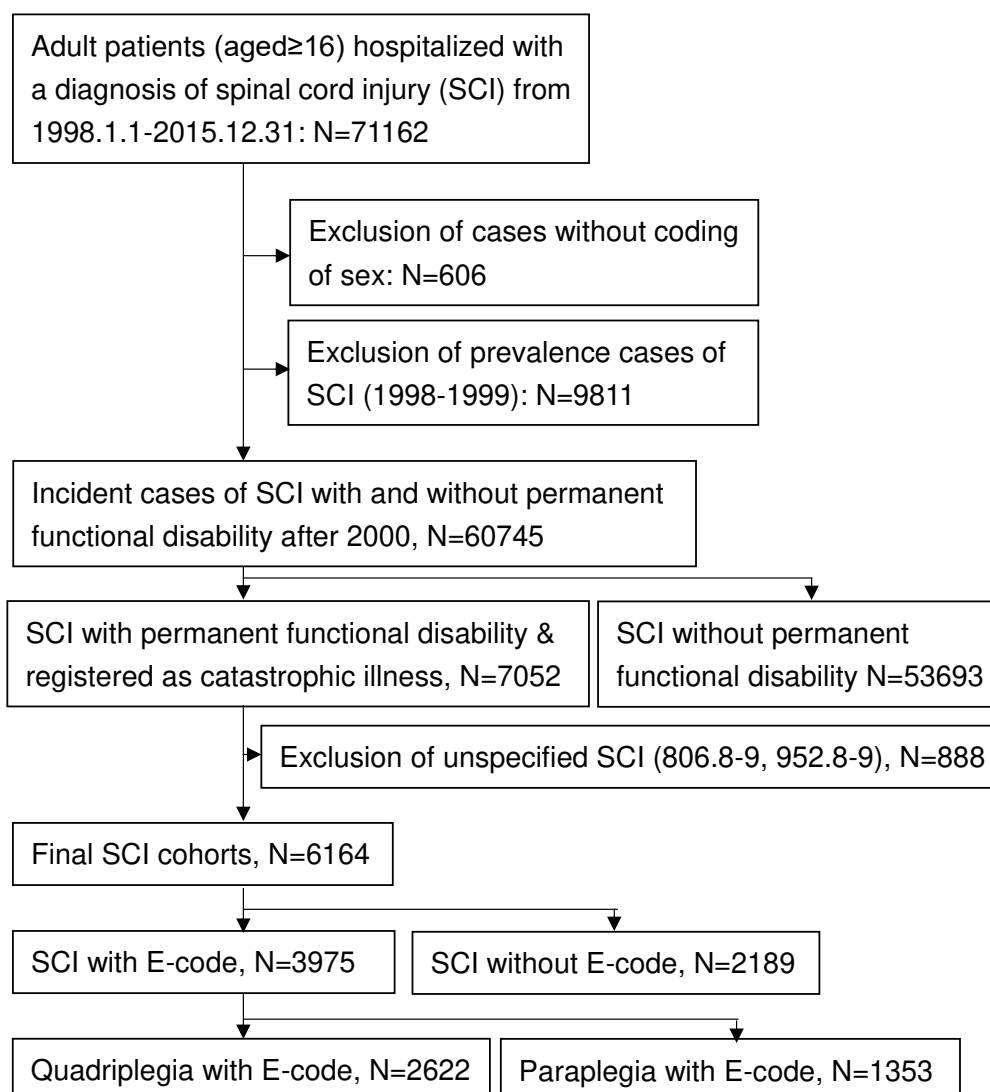 Adult patients (aged≥16) hospitalized with
a diagnosis of spinal cord injury (SCI) from
1998.1.1-2015.12.31: N=71162
Exclusion of cases without coding
of sex: N=606
Exclusion of prevalence cases of
SCI (1998-1999): N=9811
Incident cases of SCI with and without permanent
functional disability after 2000, N=60745
SCI with permanent functional disability &
registered as catastrophic illness, N=7052
SCI without permanent
functional disability N=53693
Exclusion of unspecified SCI (806.8-9, 952.8-9), N=888
Final SCI cohorts, N=6164
SCI with E-code, N=3975
SCI without E-code, N=2189
Quadriplegia with E-code, N=2622
Paraplegia with E-code, N=1353